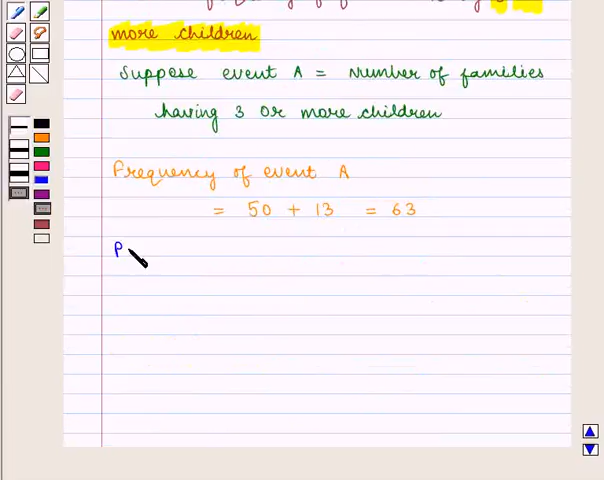 more children
Suppose event A = Number of families
having 3 or more children
Frequency of event A
= 50 + 13 = 63
P